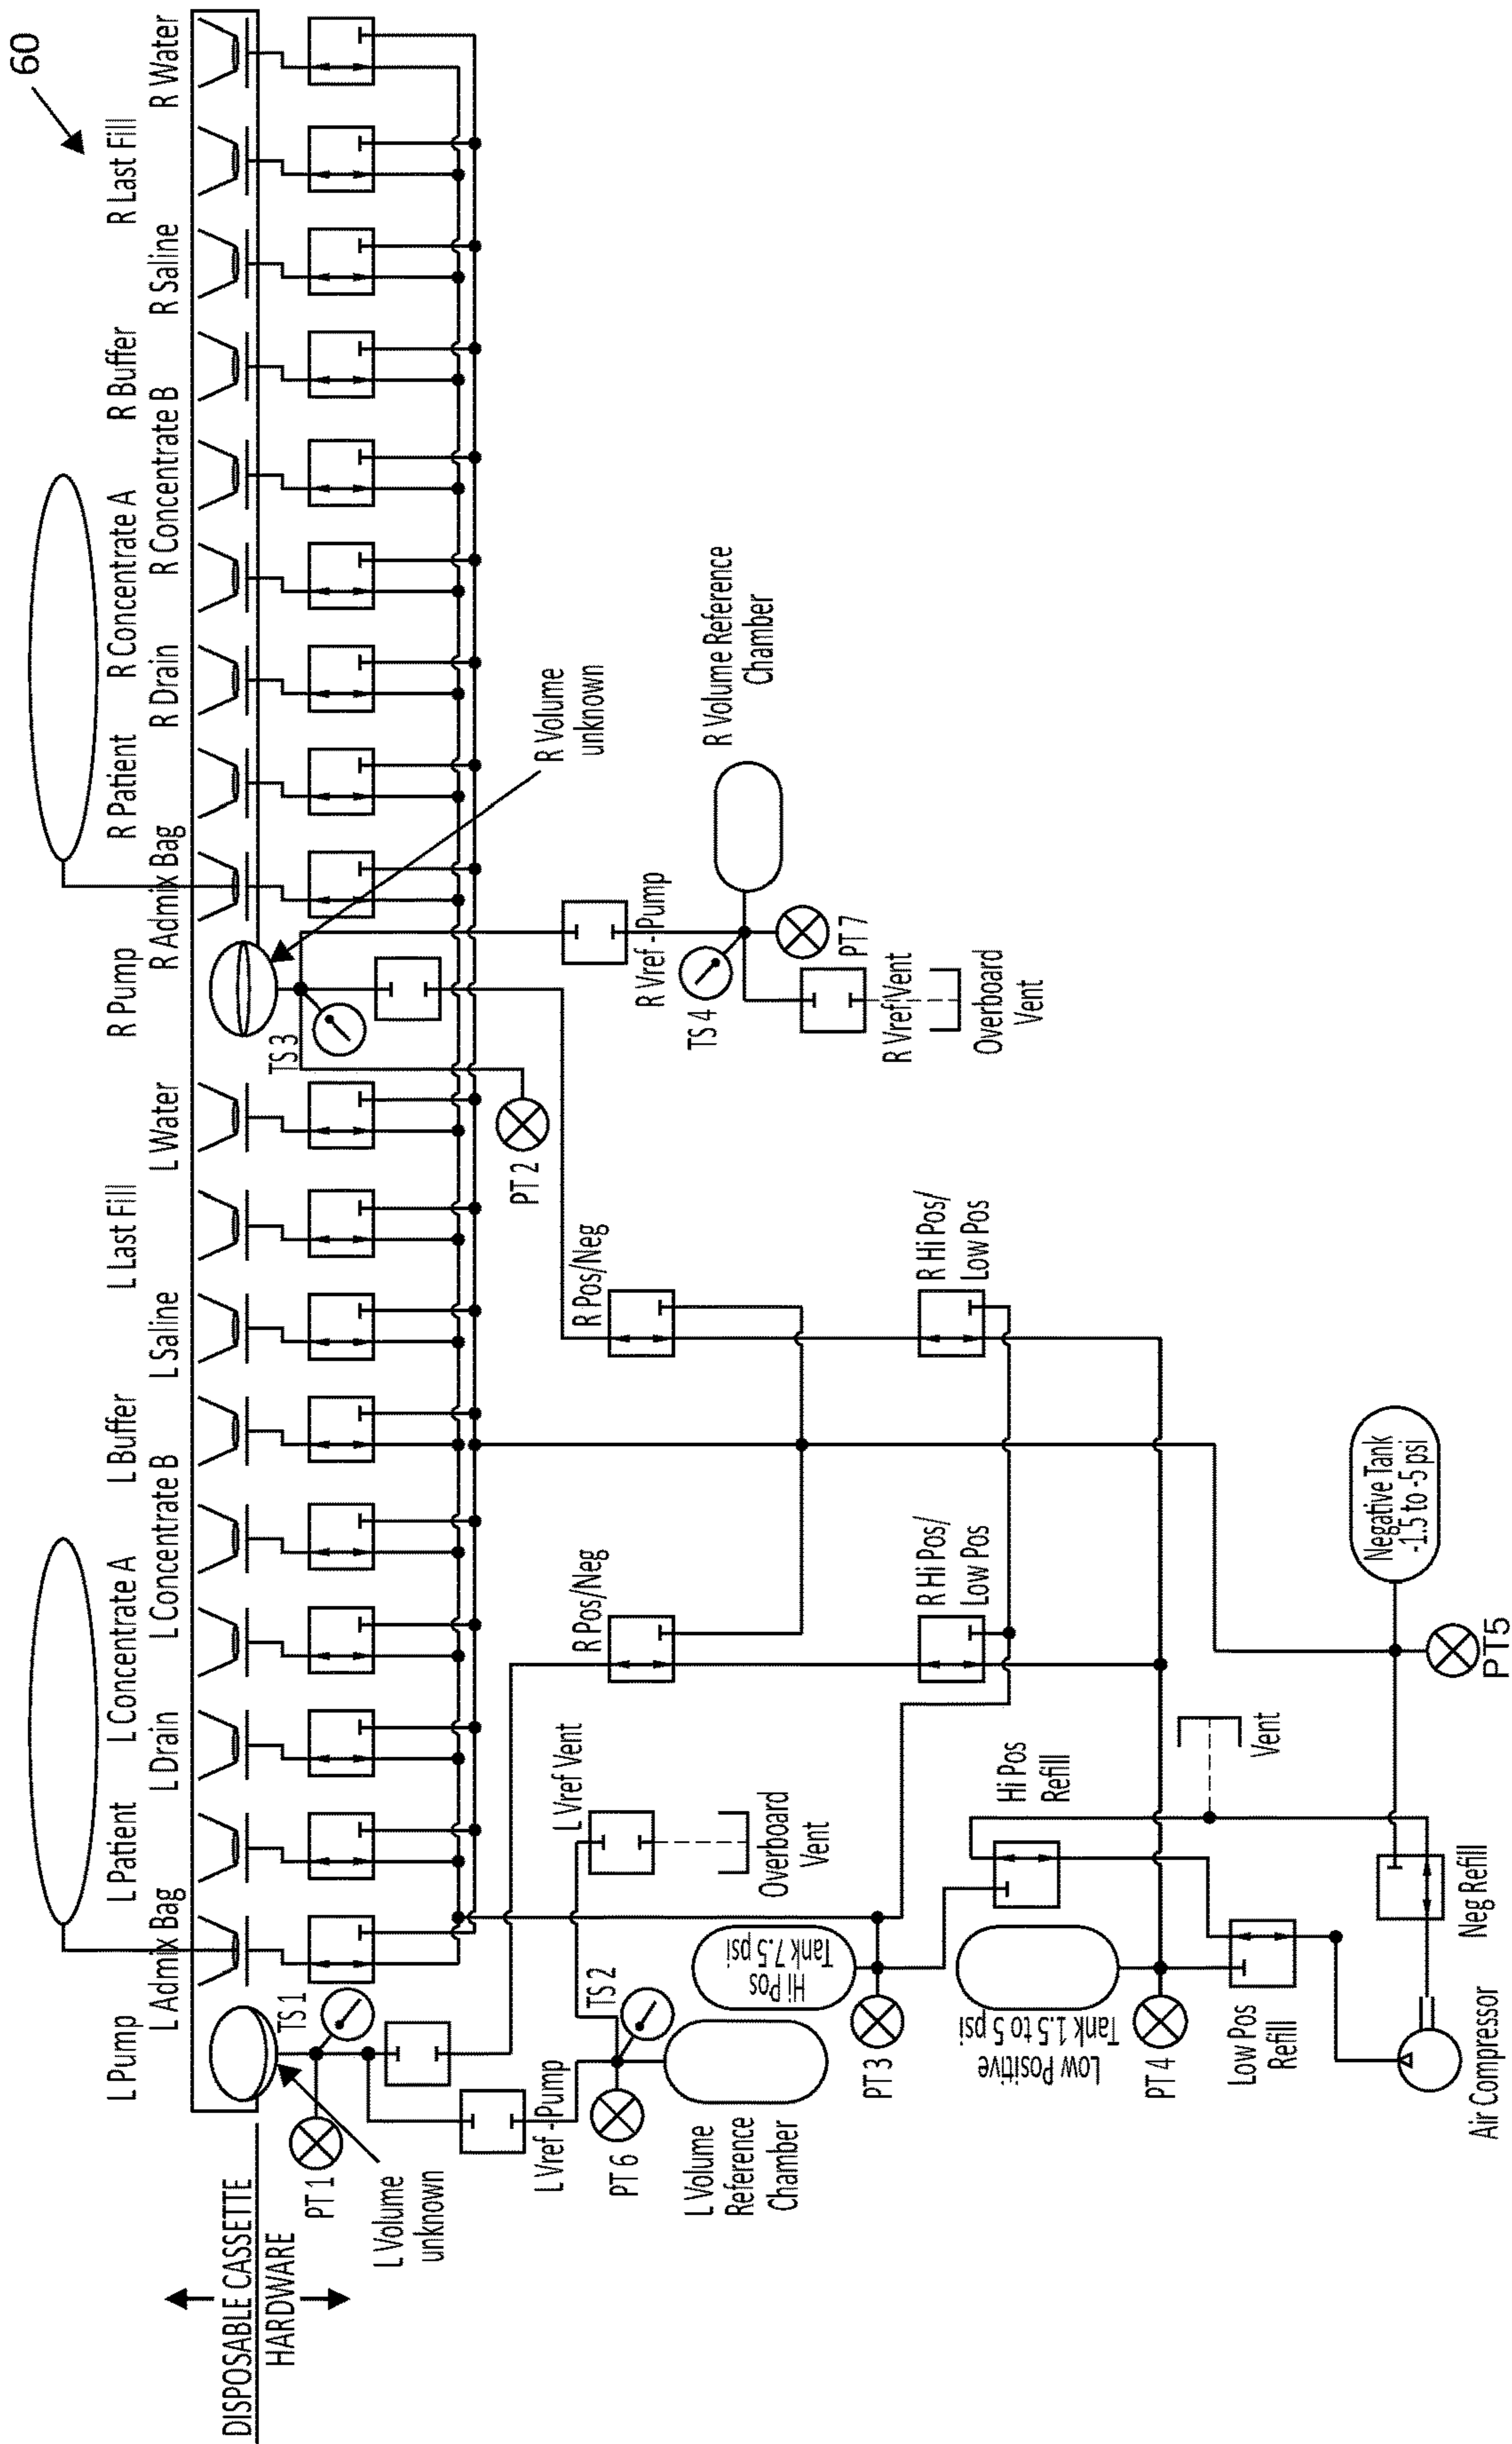 60
L Pump
L Admix Bag
L Patient
L Drain
L Concentrate A
L Concentrate B
L Buffer
L Saline
L Last Fill
L Water
R Pump
R Admix Bag
R Patient
R Drain
R Concentrate A
R Concentrate B
R Buffer
R Saline
R Last Fill
R Water
DISPOSABLE CASSETTE
HARDWARE
PT 1
TS 1
L Volume
unknown
TS 3
PT 2
R Volume
unknown
L Vref - Pump
PT 6
TS 2
L Vref Vent
Overboard
Vent
L Volume
Reference
Chamber
R Pos/Neg
R Pos/Neg
R Vref - Pump
TS 4
PT 7
R Vref Vent
Overboard
Vent
R Volume Reference
Chamber
Hi Pos
Tank 7.5
psi
PT 3
R Hi Pos/
Low Pos
R Hi Pos/
Low Pos
Hi Pos
Refill
Low Positive
Tank 1.5 to 5
psi
PT 4
Vent
Low Pos
Refill
Neg Refill
Air Compressor
Negative Tank
-1.5 to -5 psi
PT5